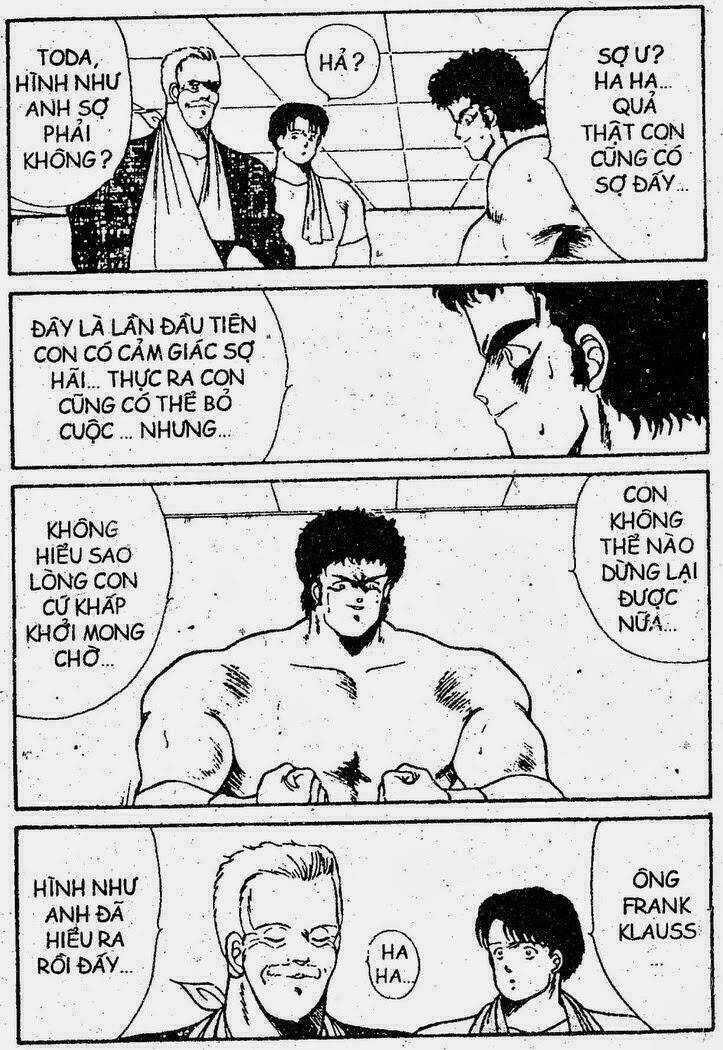 TODA,
HÌNH NHƯ
ANH SỢ
PHẢI
KHÔNG?
HẢ?
SỢ Ư?
HA HA...
QUẢ
THẬT CON
CŨNG CÓ
SỢ ĐẤY...
ĐÂY LÀ LẦN ĐẦU TIÊN
CON CÓ CẢM GIÁC SỢ
HÃI... THỰC RA CON
CŨNG CÓ THỂ BỎ
CUỘC ... NHƯNG...
KHÔNG
HIỂU SAO
LÒNG CON
CỨ KHẤP
KHỞI MONG
CHỜ...
CON
KHÔNG
THỂ NÀO
DỪNG LẠI
ĐƯỢC
NỮA...
HÌNH NHƯ
ANH ĐÃ
HIỂU RA
RỒI ĐẤY...
HA
HA...
ÔNG
FRANK
KLAUSS
...